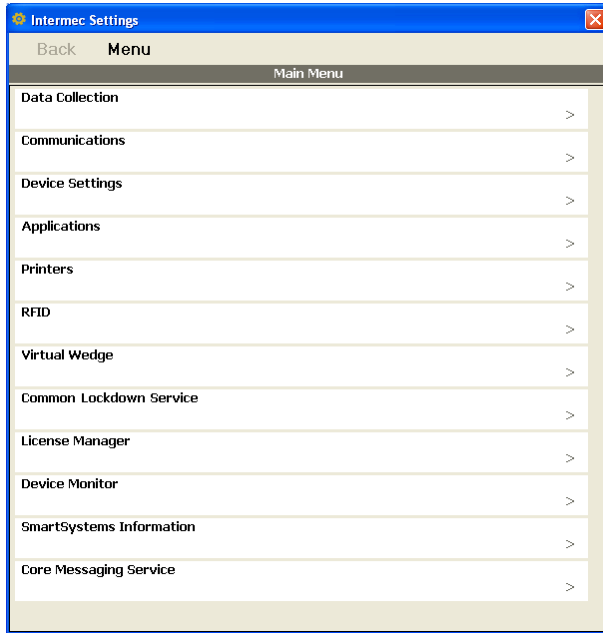 Intermec Settings
Back Menu
Main Menu
Data Collection
>
Communications
>
Device Settings
>
Applications
>
Printers
>
RFID
>
Virtual Wedge
>
Common Lockdown Service
>
License Manager
>
Device Monitor
>
SmartSystems Information
>
Core Messaging Service
>